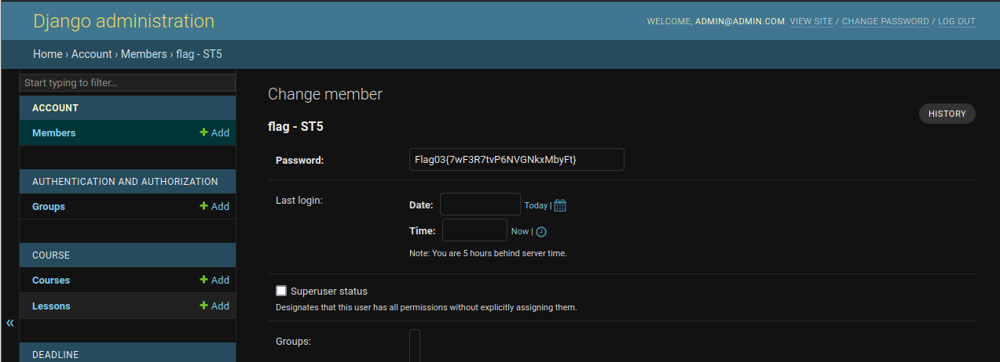 Django administration
WELCOME, ADMIN@ADMIN.COM. VIEW SITE / CHANGE PASSWORD / LOG OUT
Home › Account › Members › flag - ST5
Start typing to filter...
ACCOUNT
Members + Add
AUTHENTICATION AND AUTHORIZATION
Groups + Add
COURSE
Courses + Add
Lessons + Add
«
DEADLINE
Change member
HISTORY
flag - ST5
Password: Flag03{7wF3R7tvP6NVGNkxMbyFt}
Last login: Date: Today |
Time: Now |
Note: You are 5 hours behind server time.
Superuser status
Designates that this user has all permissions without explicitly assigning them.
Groups: